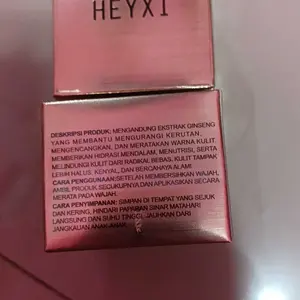 HEYXI
DESKRIPSI PRODUK: MENGANDUNG EKSTRAK GINSENG
YANG MEMBANTU MENGURANGI KERUTAN,
MENGENCANGKAN, DAN MERATAKAN WARNA KULIT.
MEMBERIKAN HIDRASI MENDALAM, MENUTRISI, SERTA
MELINDUNGI KULIT DARI RADIKAL BEBAS. KULIT TAMPAK
LEBIH HALUS, KENYAL, DAN BERCAHAYA ALAMI
CARA PENGGUNAAN: SETELAH MEMBERSIHKAN WAJAH,
AMBIL PRODUK SECUKUPNYA DAN APLIKASIKAN SECARA
MERATA PADA WAJAH.
CARA PENYIMPANAN: SIMPAN DI TEMPAT YANG SEJUK
DAN KERING, HINDARI PAPARAN SINAR MATAHARI
LANGSUNG DAN SUHU TINGGI, JAUHKAN DARI
JANGKAUAN ANAK-ANAK